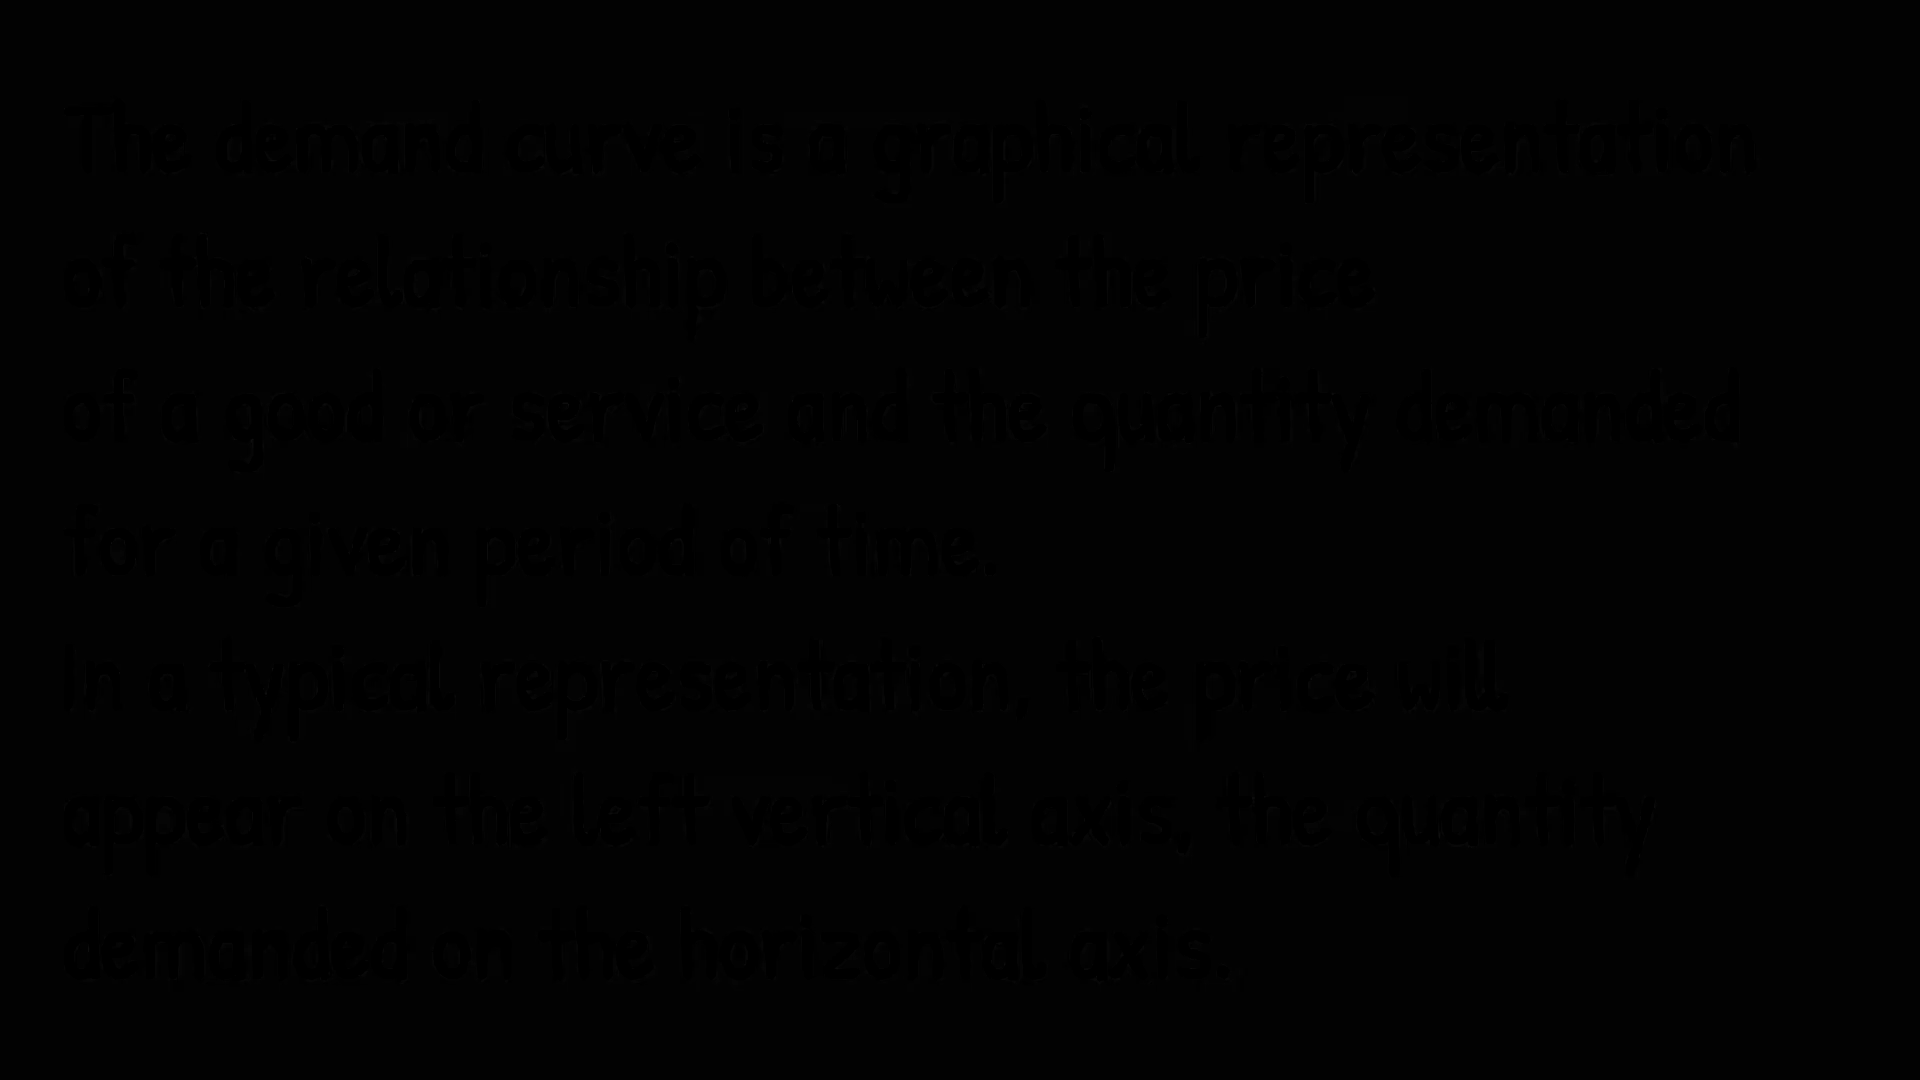 The demand curve is a graphical representation
of the relationship between the price
of a good or service and the quantity demanded
for a given period of time.
In a typical representation, the price will
appear on the left vertical axis, the quantity
demanded on the horizontal axis.